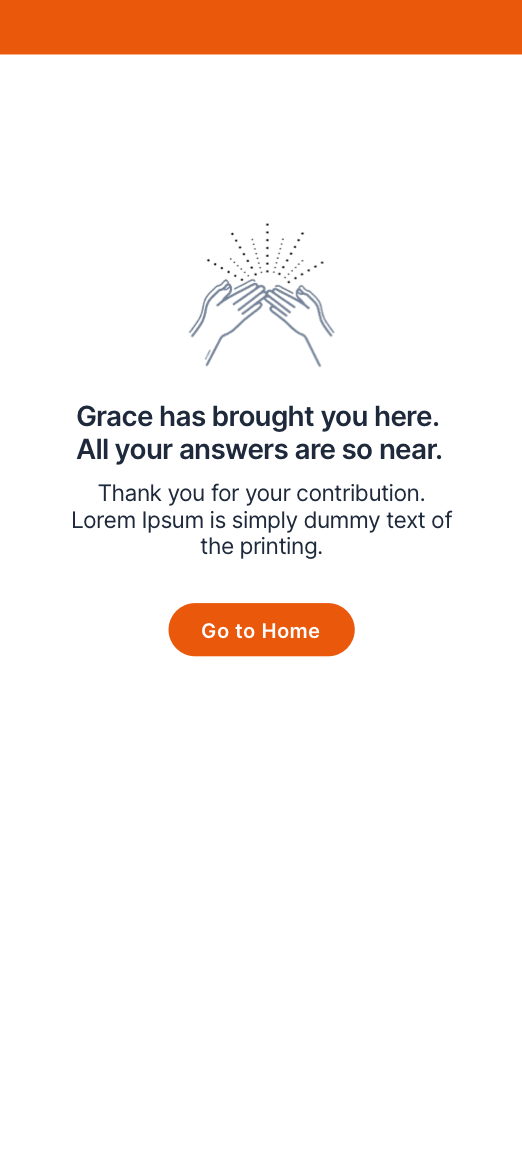 Grace has brought you here.
All your answers are so near.
Thank you for your contribution.
Lorem Ipsum is simply dummy text of
the printing.
Go to Home